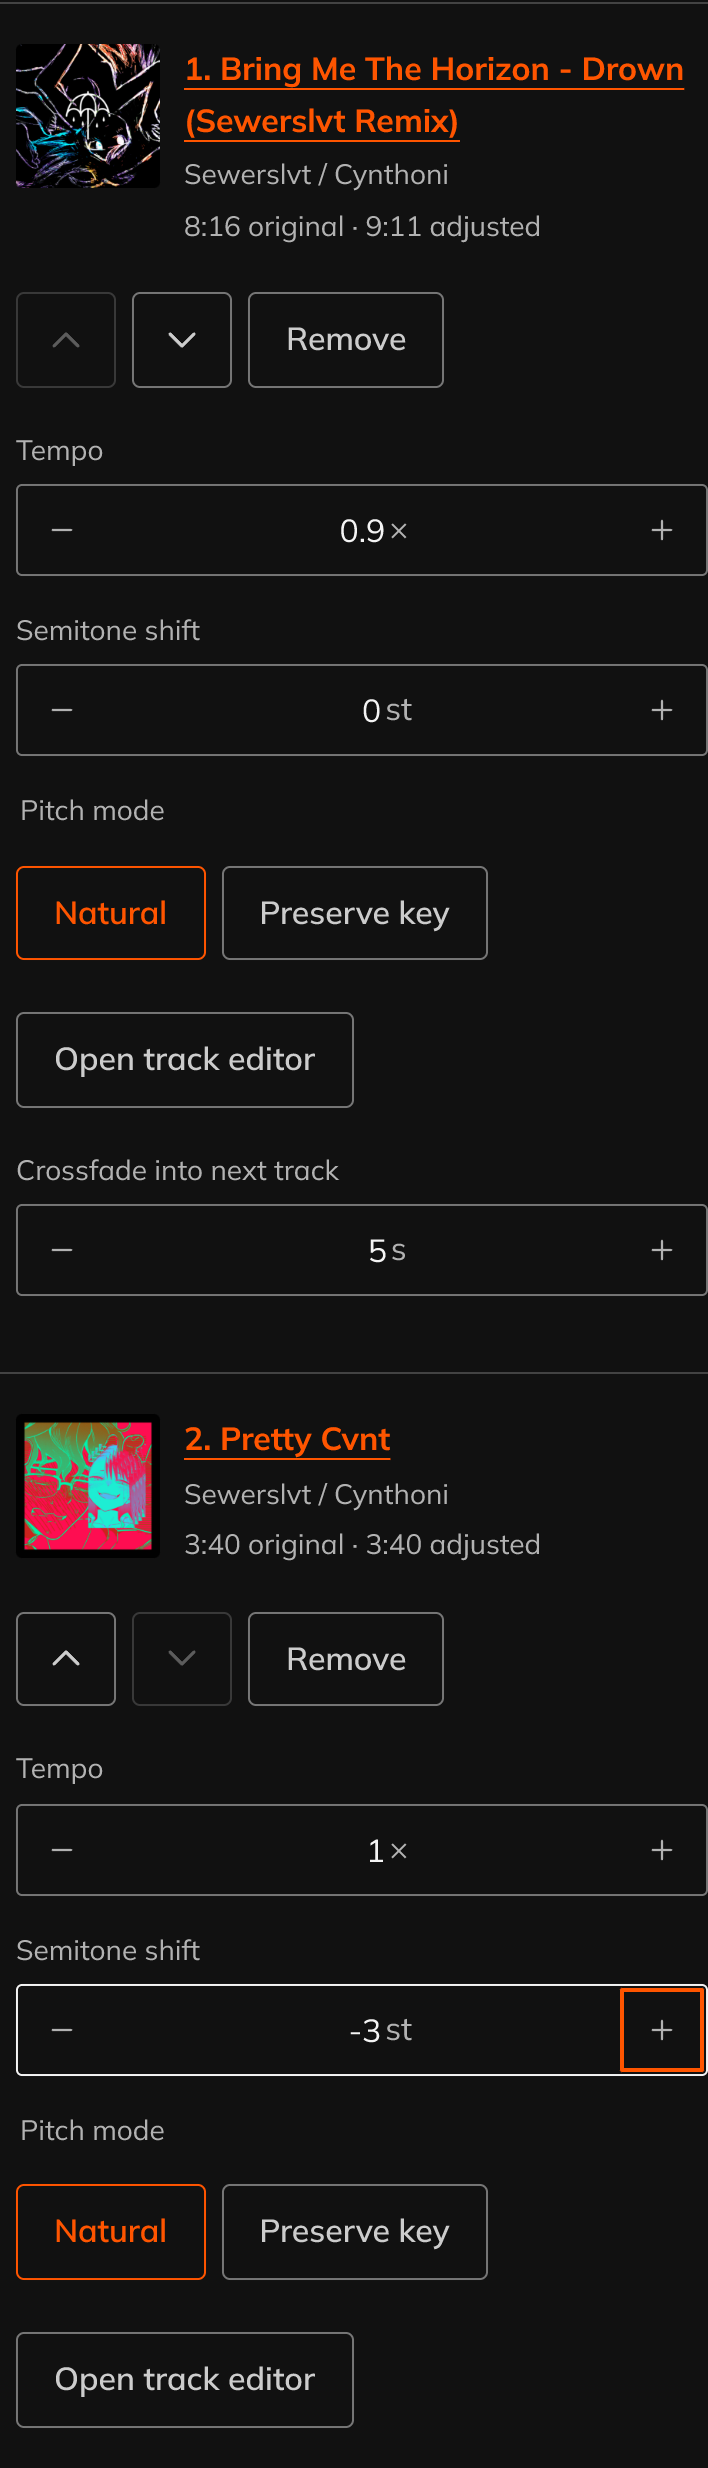 1. Bring Me The Horizon - Drown
(Sewerslvt Remix)
Sewerslvt / Cynthoni
8:16 original · 9:11 adjusted
Remove
Tempo
− 0.9× +
Semitone shift
− 0 st +
Pitch mode
Natural Preserve key
Open track editor
Crossfade into next track
− 5 s +
2. Pretty Cvnt
Sewerslvt / Cynthoni
3:40 original · 3:40 adjusted
Remove
Tempo
− 1× +
Semitone shift
− -3 st +
Pitch mode
Natural Preserve key
Open track editor